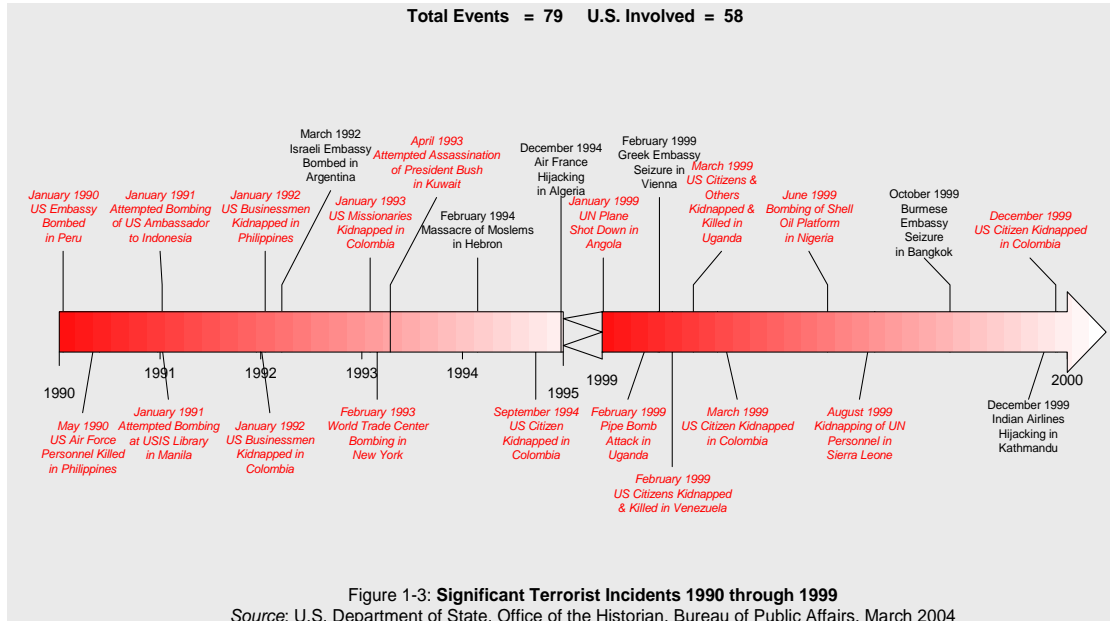 Total Events = 79 U.S. Involved = 58
March 1992
Israeli Embassy
Bombed in
Argentina
April 1993
Attempted Assassination
of President Bush
in Kuwait
December 1994
Air France
Hijacking
in Algeria
February 1999
Greek Embassy
Seizure in
Vienna
March 1999
US Citizens &
Others
Kidnapped &
Killed in
Uganda
January 1990
US Embassy
Bombed
in Peru
January 1991
Attempted Bombing
of US Ambassador
to Indonesia
January 1992
US Businessmen
Kidnapped in
Philippines
January 1993
US Missionaries
Kidnapped in
Colombia
February 1994
Massacre of Moslems
in Hebron
January 1999
UN Plane
Shot Down in
Angola
June 1999
Bombing of Shell
Oil Platform
in Nigeria
October 1999
Burmese
Embassy
Seizure
in Bangkok
December 1999
US Citizen Kidnapped
in Colombia
1990
1991
1992
1993
1994
1995
1999
2000
May 1990
US Air Force
Personnel Killed
in Philippines
January 1991
Attempted Bombing
at USIS Library
in Manila
January 1992
US Businessmen
Kidnapped in
Colombia
February 1993
World Trade Center
Bombing in
New York
September 1994
US Citizen
Kidnapped in
Colombia
February 1999
Pipe Bomb
Attack in
Uganda
February 1999
US Citizens Kidnapped
& Killed in Venezuela
March 1999
US Citizen Kidnapped
in Colombia
August 1999
Kidnapping of UN
Personnel in
Sierra Leone
December 1999
Indian Airlines
Hijacking in
Kathmandu
Figure 1-3: Significant Terrorist Incidents 1990 through 1999
Source: U.S. Department of State, Office of the Historian, Bureau of Public Affairs, March 2004